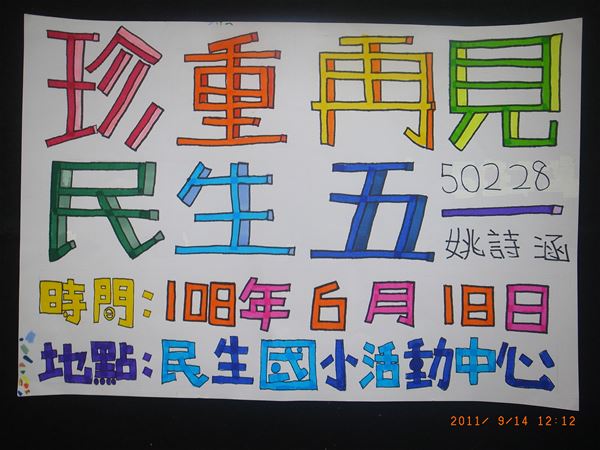 珍重再見
民生五一
50228
姚詩涵
時間:108年6月18日
地點:民生國小活動中心
2011/ 9/14 12:12